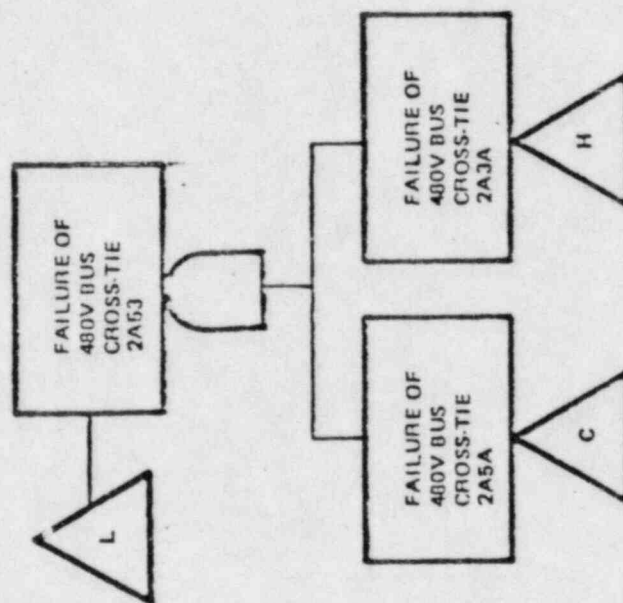 L
FAILURE OF
480V BUS
CROSS-TIE
2A53
FAILURE OF
480V BUS
CROSS-TIE
2A5A
C
FAILURE OF
480V BUS
CROSS-TIE
2A3A
H